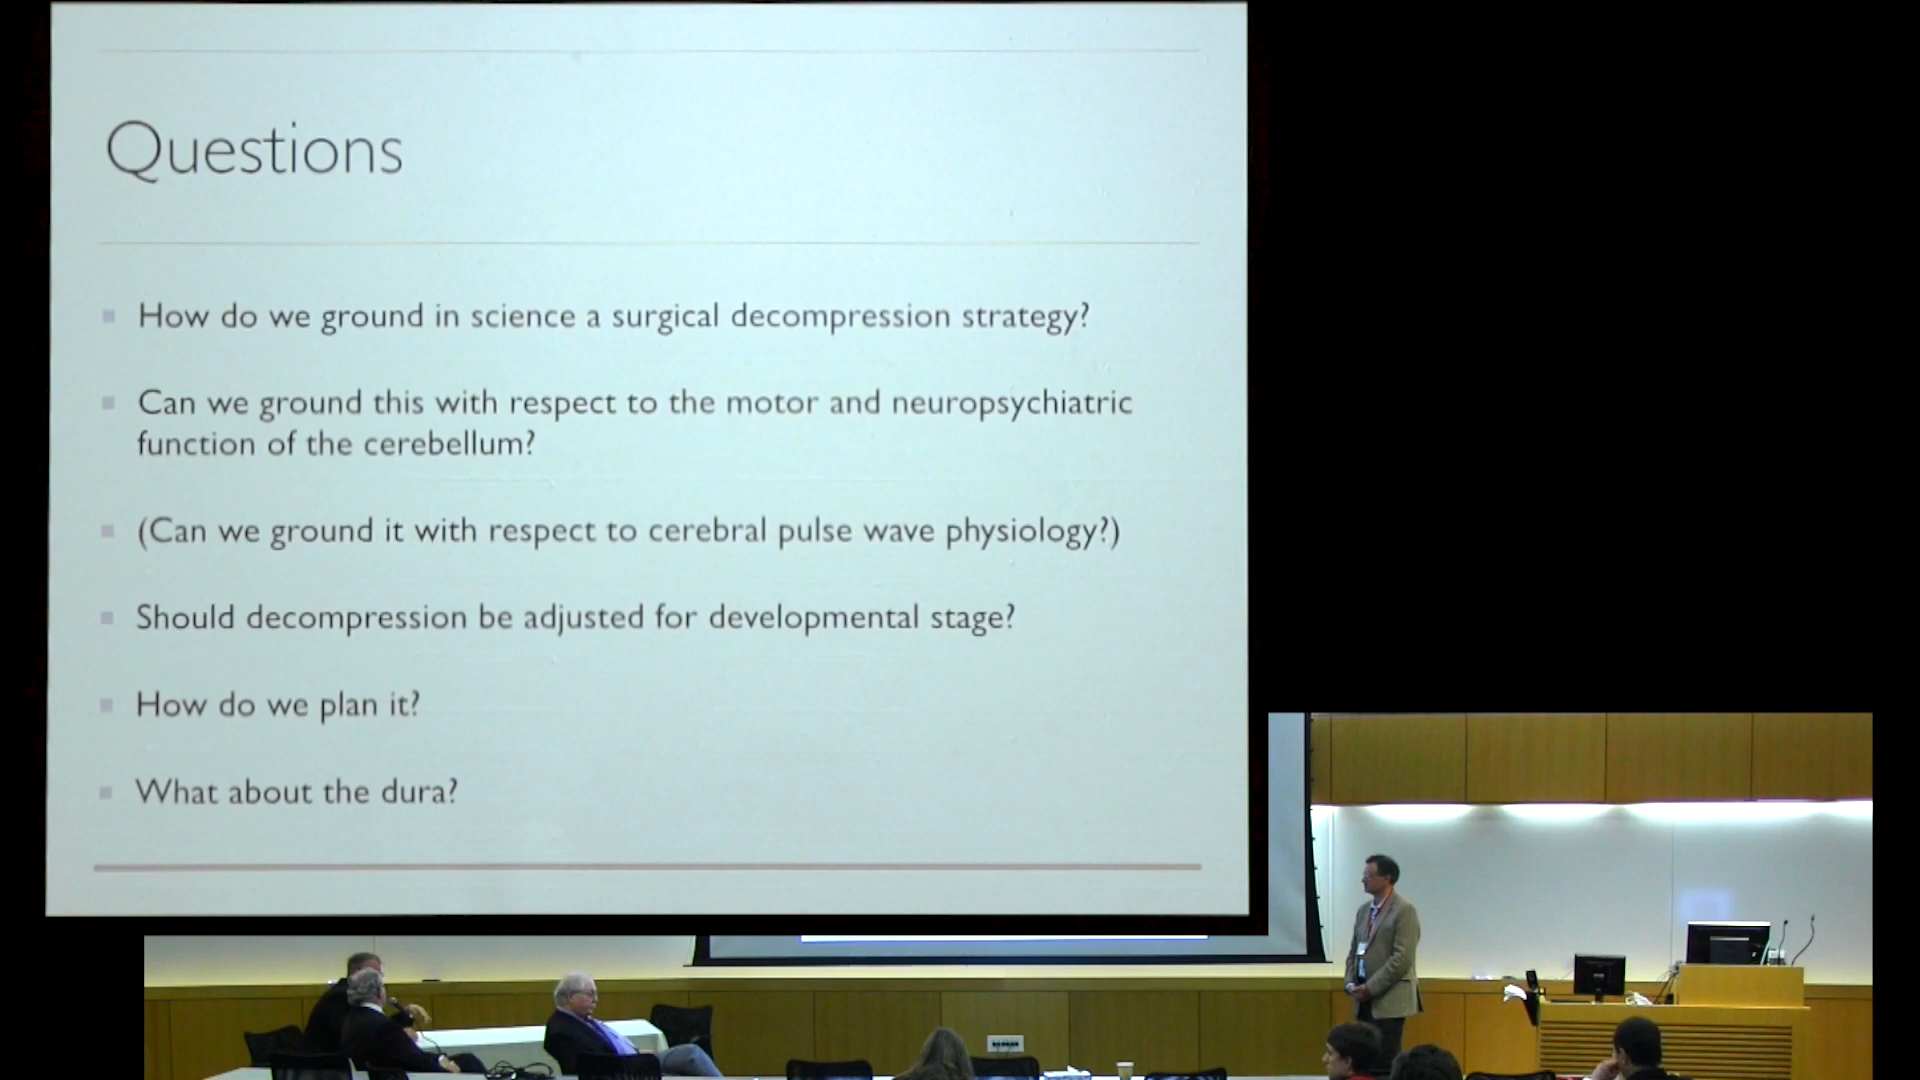 Questions
How do we ground in science a surgical decompression strategy?
Can we ground this with respect to the motor and neuropsychiatric
function of the cerebellum?
(Can we ground it with respect to cerebral pulse wave physiology?)
Should decompression be adjusted for developmental stage?
How do we plan it?
What about the dura?